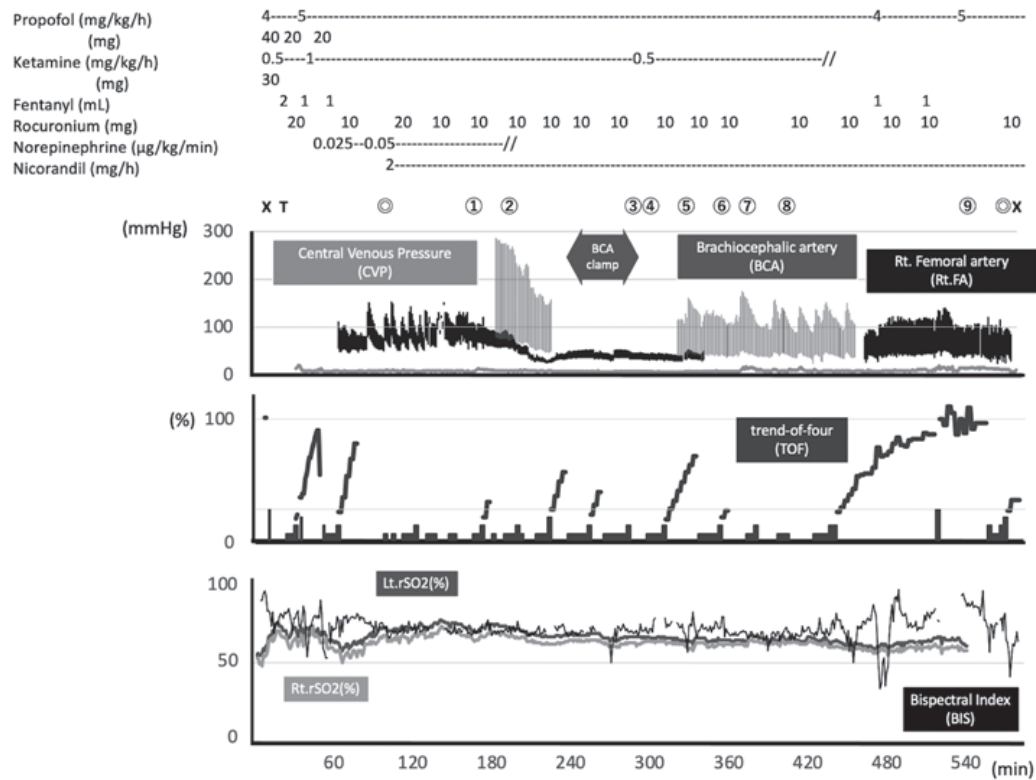 Propofol (mg/kg/h) 4----5------------------------------------------------------------4---------5-------
(mg) 40 20 20
Ketamine (mg/kg/h) 0.5----1-----------------------------------0.5--------------------//
(mg) 30
Fentanyl (mL) 2 1 1 1 1
Rocuronium (mg) 20 10 20 10 10 10 10 10 10 10 10 10 10 10 10 10 10
Norepinephrine (µg/kg/min) 0.025--0.05--------------//
Nicorandil (mg/h) 2------------------------------------------------------------------------
X T ◎ ① ② ③ ④ ⑤ ⑥ ⑦ ⑧ ⑨ ◎ X
(mmHg) 300
200
100
0
Central Venous Pressure
(CVP)
BCA
clamp
Brachiocephalic artery
(BCA)
Rt. Femoral artery
(Rt.FA)
(%) 100
0
trend-of-four
(TOF)
100
50
0
Lt.rSO2(%)
Rt.rSO2(%)
Bispectral Index
(BIS)
60 120 180 240 300 360 420 480 540 (min)